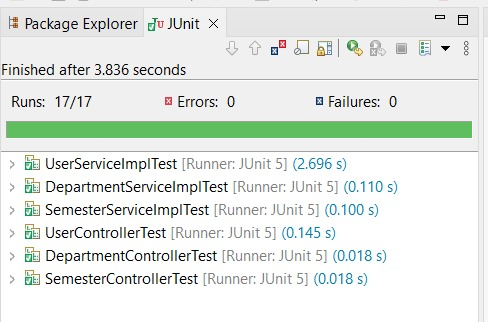 Package Explorer JUnit
Finished after 3.836 seconds
Runs: 17/17 Errors: 0 Failures: 0
UserServiceImplTest [Runner: JUnit 5] (2.696 s)
DepartmentServiceImplTest [Runner: JUnit 5] (0.110 s)
SemesterServiceImplTest [Runner: JUnit 5] (0.100 s)
UserControllerTest [Runner: JUnit 5] (0.145 s)
DepartmentControllerTest [Runner: JUnit 5] (0.018 s)
SemesterControllerTest [Runner: JUnit 5] (0.018 s)